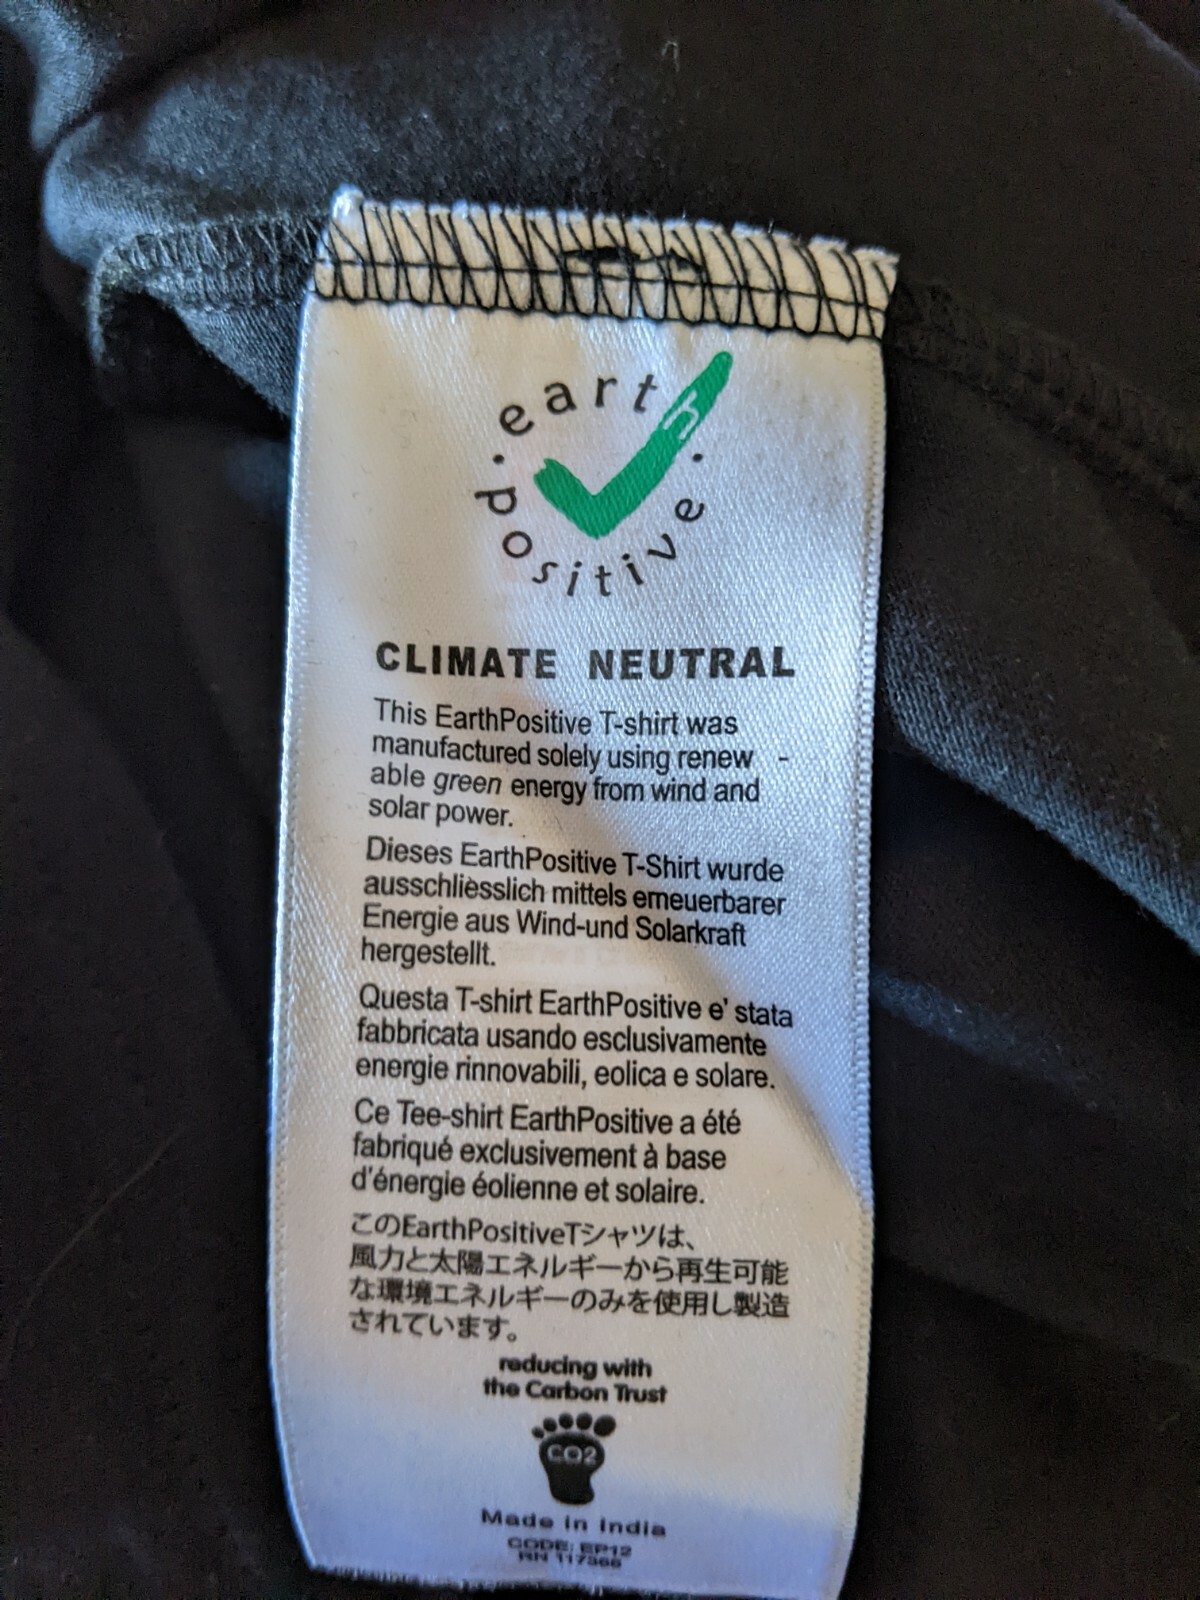 earth
· positive ·
CLIMATE NEUTRAL
This EarthPositive T-shirt was
manufactured solely using renew -
able green energy from wind and
solar power.
Dieses EarthPositive T-Shirt wurde
ausschliesslich mittels erneuerbarer
Energie aus Wind-und Solarkraft
hergestellt.
Questa T-shirt EarthPositive e' stata
fabbricata usando esclusivamente
energie rinnovabili, eolica e solare.
Ce Tee-shirt EarthPositive a été
fabriqué exclusivement à base
d'énergie éolienne et solaire.
このEarthPositiveTシャツは、
風力と太陽エネルギーから再生可能
な環境エネルギーのみを使用し製造
されています。
reducing with
the Carbon Trust
CO2
Made in India
CODE: EP12
RN 117366